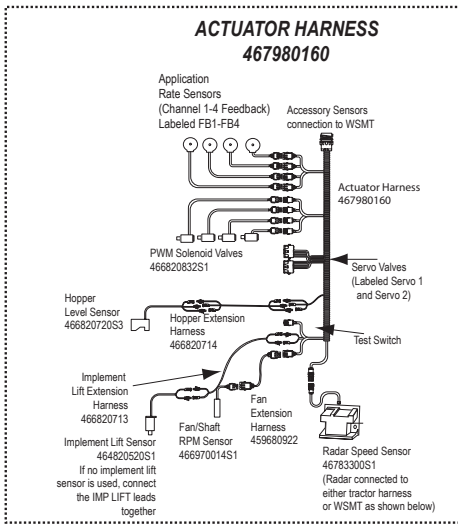 ACTUATOR HARNESS
467980160
Application
Rate Sensors
(Channel 1-4 Feedback)
Labeled FB1-FB4
Accessory Sensors
connection to WSMT
Actuator Harness
467980160
PWM Solenoid Valves
466820832S1
Servo Valves
(Labeled Servo 1
and Servo 2)
Hopper
Level Sensor
466820720S3
Hopper Extension
Harness
466820714
Test Switch
Implement
Lift Extension
Harness
466820713
Implement Lift Sensor
464820520S1
If no implement lift
sensor is used, connect
the IMP LIFT leads
together
Fan/Shaft
RPM Sensor
466970014S1
Fan
Extension
Harness
459680922
Radar Speed Sensor
46783300S1
(Radar connected to
either tractor harness
or WSMT as shown below)